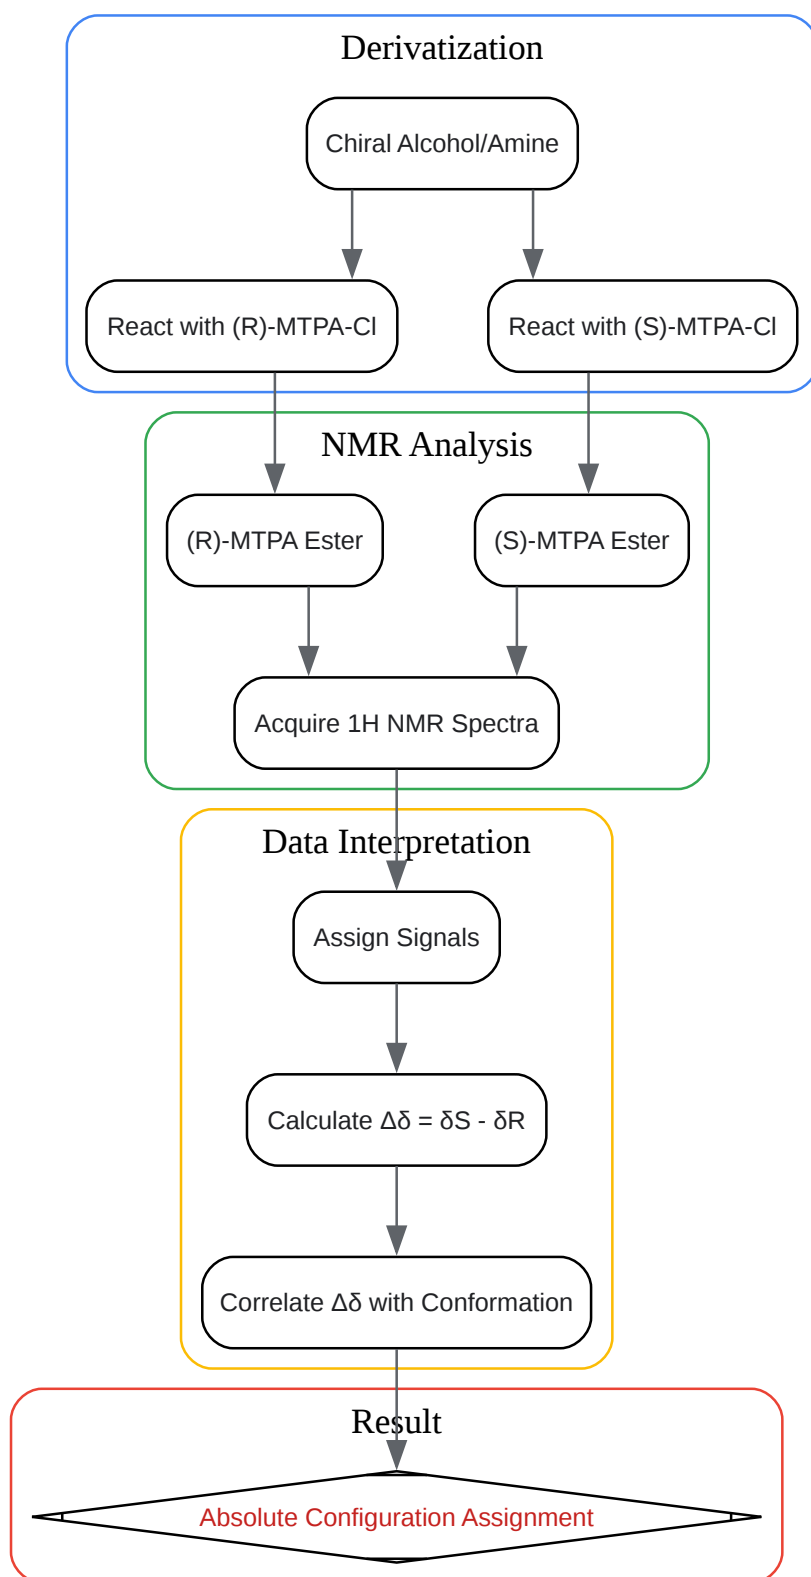 Derivatization
Chiral Alcohol/Amine
React with (R)-MTPA-Cl
React with (S)-MTPA-Cl
NMR Analysis
(R)-MTPA Ester
(S)-MTPA Ester
Acquire 1H NMR Spectra
Data Interpretation
Assign Signals
Calculate Δδ = δS - δR
Correlate Δδ with Conformation
Result
Absolute Configuration Assignment